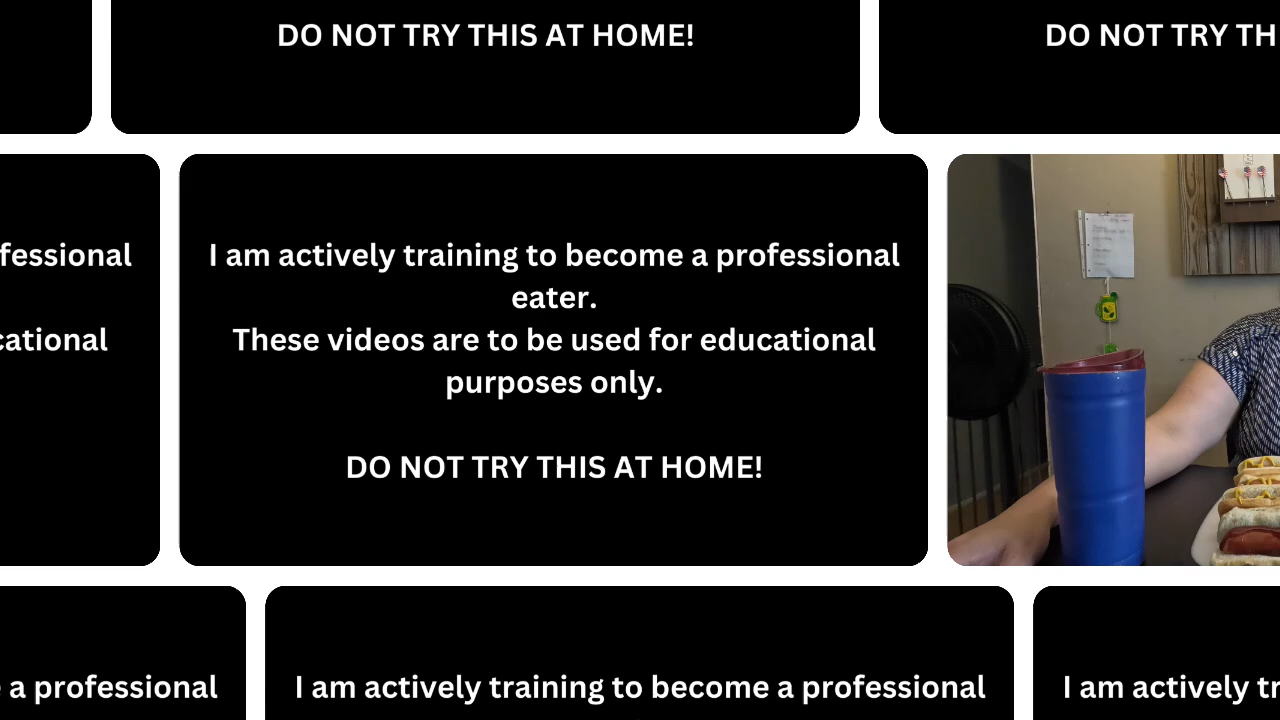 DO NOT TRY THIS AT HOME!
DO NOT TRY TH
fessional
cational
I am actively training to become a professional
eater.
These videos are to be used for educational
purposes only.
DO NOT TRY THIS AT HOME!
a professional
I am actively training to become a professional
I am actively tr